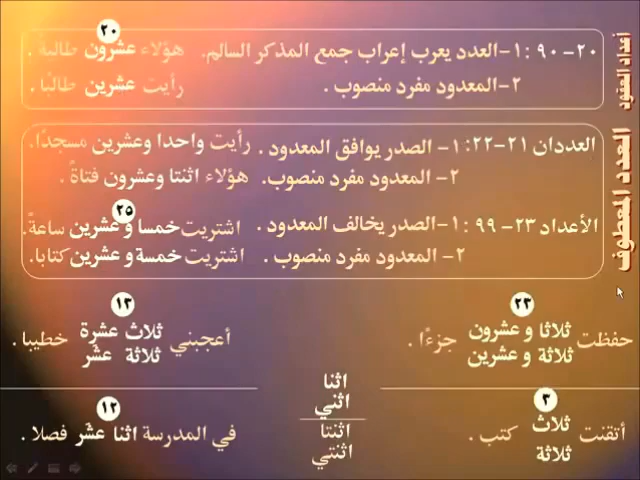 أعداد العقود
٢٠-٩٠ : ١-العدد يعرب إعراب جمع المذكر السالم. هؤلاء عشرون طالبة .
٢٠
٢-المعدود مفرد منصوب . رأيت عشرين طالبًا .
العدد المعطوف
العددان ٢١-٢٢: ١- الصدر يوافق المعدود . رأيت واحدا وعشرين مسجدًا.
٢- المعدود مفرد منصوب. هؤلاء اثنتا وعشرون فتاةً .
٢٥
الأعداد ٢٣- ٩٩ : ١-الصدر يخالف المعدود . اشتريت خمسا و عشرين ساعةً.
٢- المعدود مفرد منصوب . اشتريت خمسة و عشرين كتابا.
٢٣
حفظت ثلاثا و عشرون جزءًا .
ثلاثة و عشرين
١٣
أعجبني ثلاث عشرة خطيبا .
ثلاثة عشر
٣
أتقنت ثلاث كتب .
ثلاثة
اثنا
اثني
اثنتا
اثنتي
١٢
في المدرسة اثنا عشر فصلا .